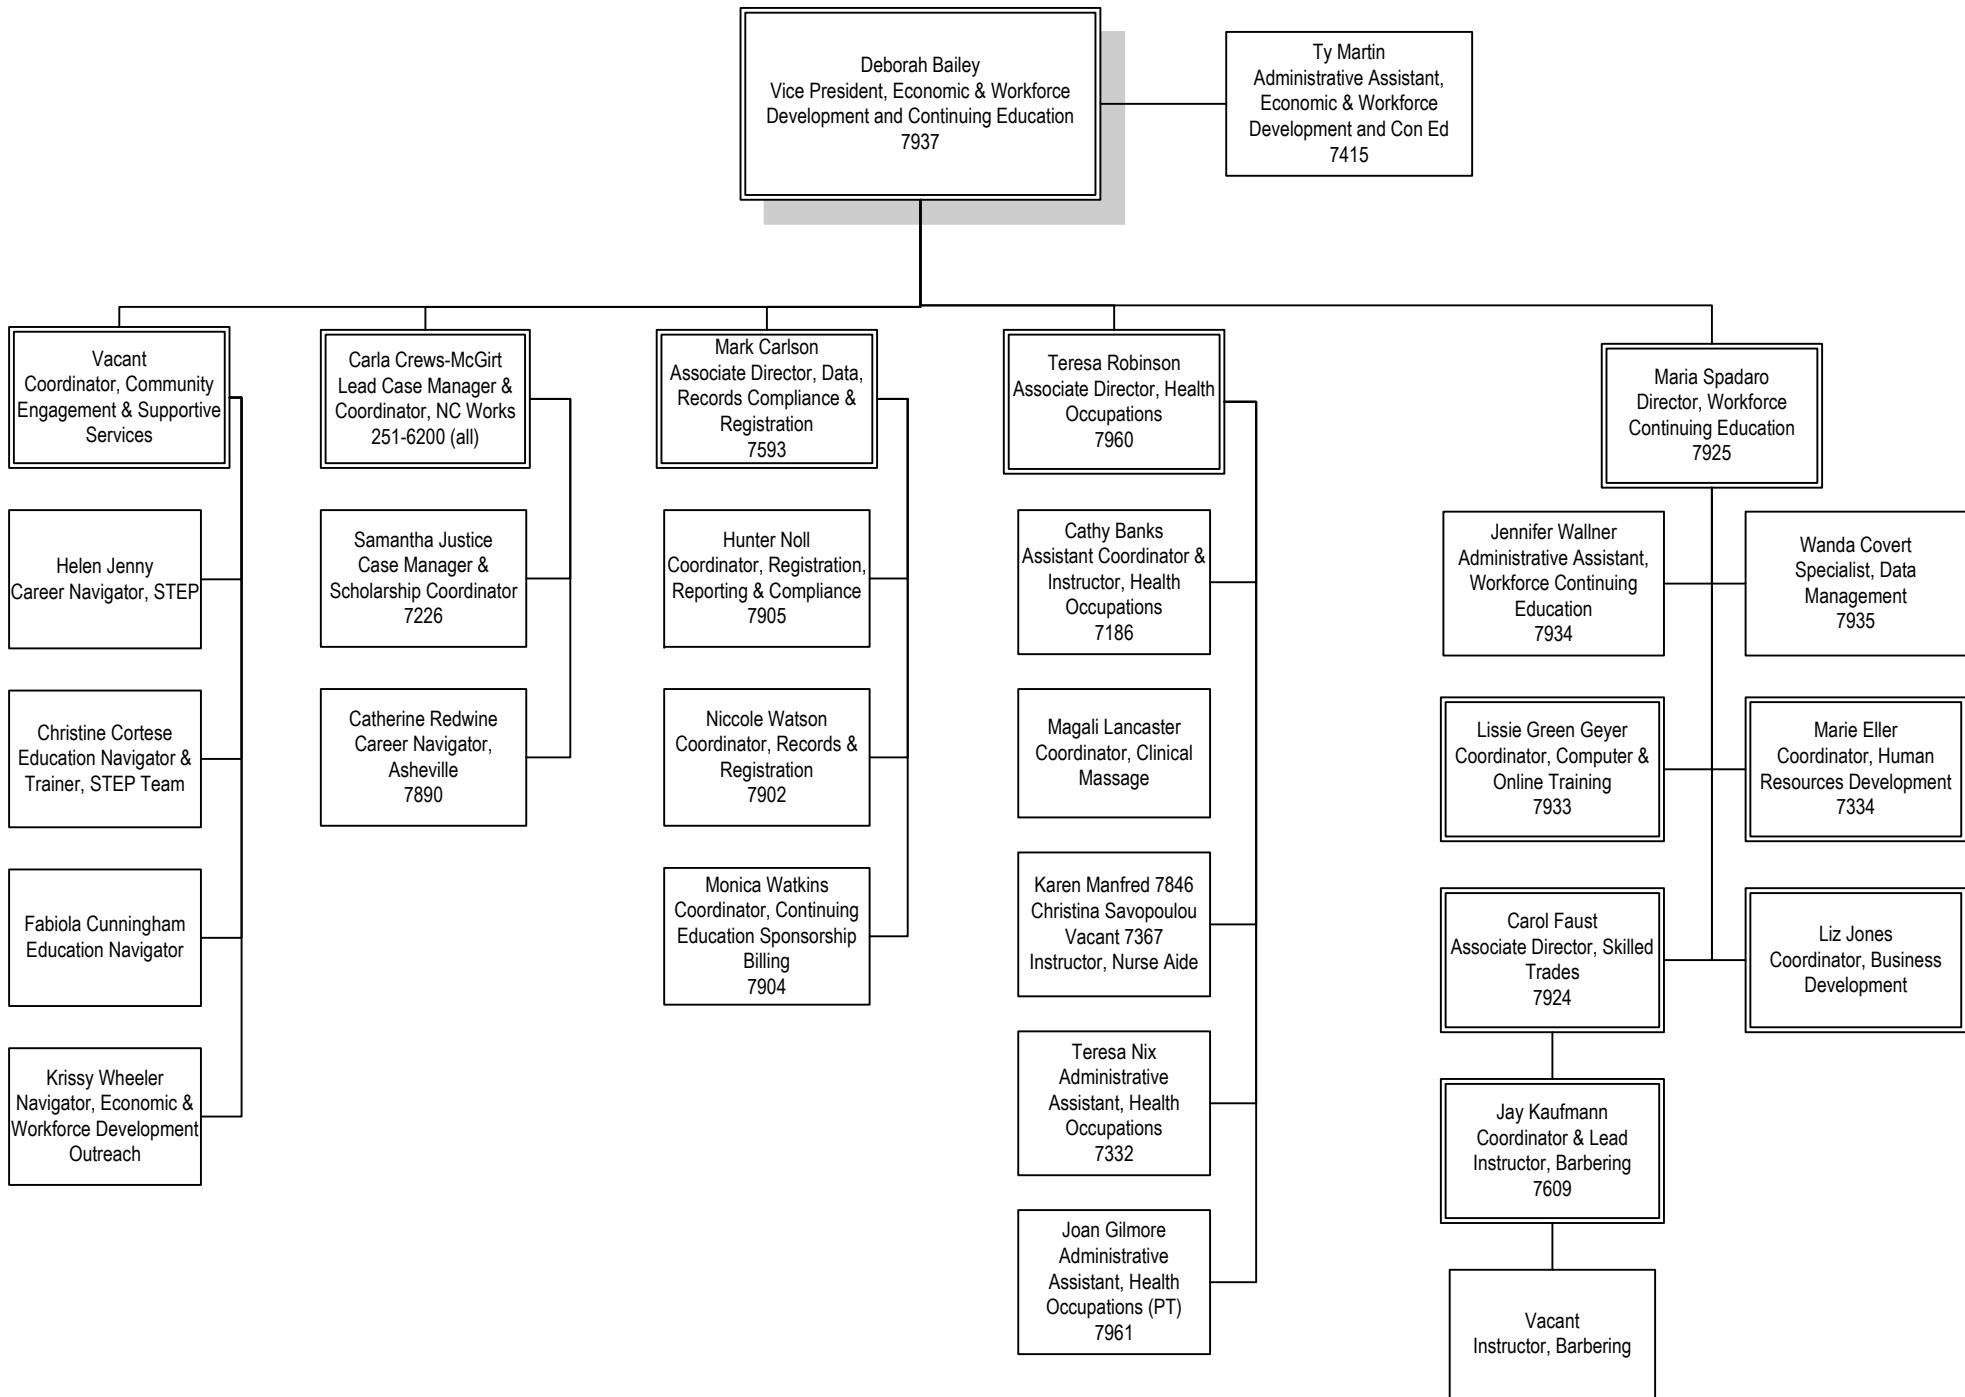 Deborah Bailey
Vice President, Economic & Workforce
Development and Continuing Education
7937
Ty Martin
Administrative Assistant,
Economic & Workforce
Development and Con Ed
7415
Vacant
Coordinator, Community
Engagement & Supportive
Services
Helen Jenny
Career Navigator, STEP
Christine Cortese
Education Navigator &
Trainer, STEP Team
Fabiola Cunningham
Education Navigator
Krissy Wheeler
Navigator, Economic &
Workforce Development
Outreach
Carla Crews-McGirt
Lead Case Manager &
Coordinator, NC Works
251-6200 (all)
Samantha Justice
Case Manager &
Scholarship Coordinator
7226
Catherine Redwine
Career Navigator,
Asheville
7890
Mark Carlson
Associate Director, Data,
Records Compliance &
Registration
7593
Hunter Noll
Coordinator, Registration,
Reporting & Compliance
7905
Niccole Watson
Coordinator, Records &
Registration
7902
Monica Watkins
Coordinator, Continuing
Education Sponsorship
Billing
7904
Teresa Robinson
Associate Director, Health
Occupations
7960
Cathy Banks
Assistant Coordinator &
Instructor, Health
Occupations
7186
Magali Lancaster
Coordinator, Clinical
Massage
Karen Manfred 7846
Christina Savopoulou
Vacant 7367
Instructor, Nurse Aide
Teresa Nix
Administrative
Assistant, Health
Occupations
7332
Joan Gilmore
Administrative
Assistant, Health
Occupations (PT)
7961
Maria Spadaro
Director, Workforce
Continuing Education
7925
Jennifer Wallner
Administrative Assistant,
Workforce Continuing
Education
7934
Wanda Covert
Specialist, Data
Management
7935
Lissie Green Geyer
Coordinator, Computer &
Online Training
7933
Marie Eller
Coordinator, Human
Resources Development
7334
Carol Faust
Associate Director, Skilled
Trades
7924
Liz Jones
Coordinator, Business
Development
Jay Kaufmann
Coordinator & Lead
Instructor, Barbering
7609
Vacant
Instructor, Barbering